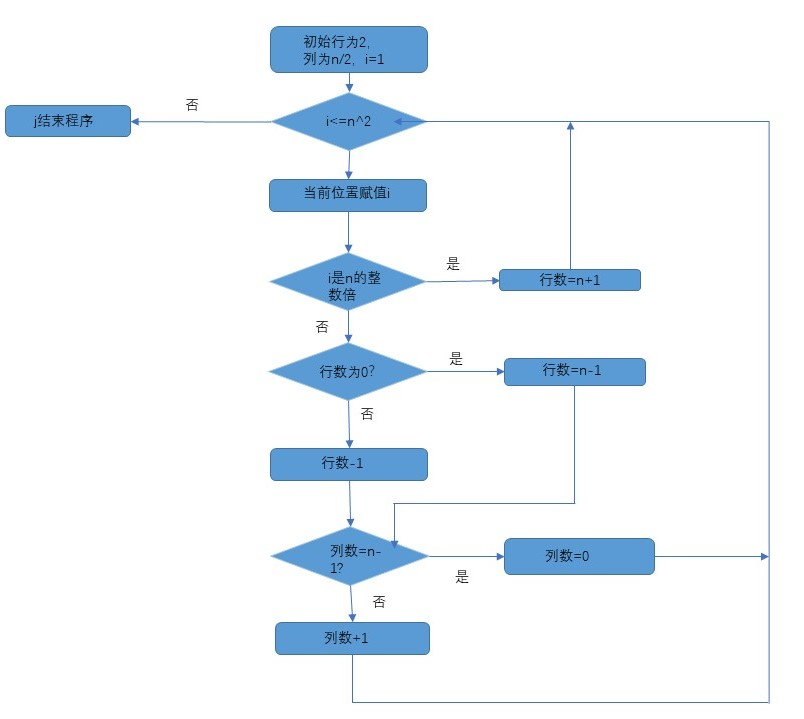 初始行为2,
列为n/2，i=1
否
j结末程序
i<=n^2
当前位置赋值i
i是n的整
数倍
是
行数=n+1
否
行数为0？
是
行数=n-1
否
行数-1
列数=n-
1?
是
列数=0
否
列数+1